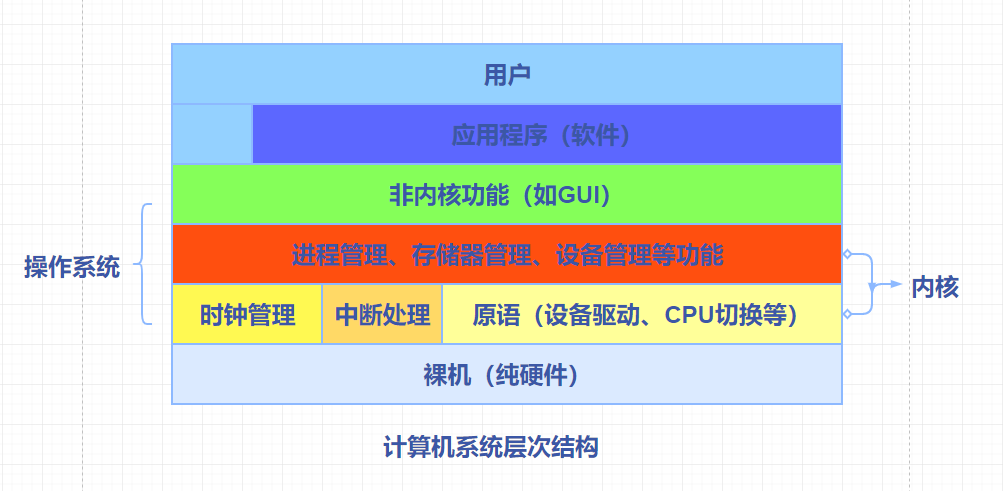 用户
应用程序（软件）
非内核功能（如GUI）
操作系统
进程管理、存储器管理、设备管理等功能
内核
时钟管理
中断处理
原语（设备驱动、CPU切换等）
裸机（纯硬件）
计算机系统层次结构